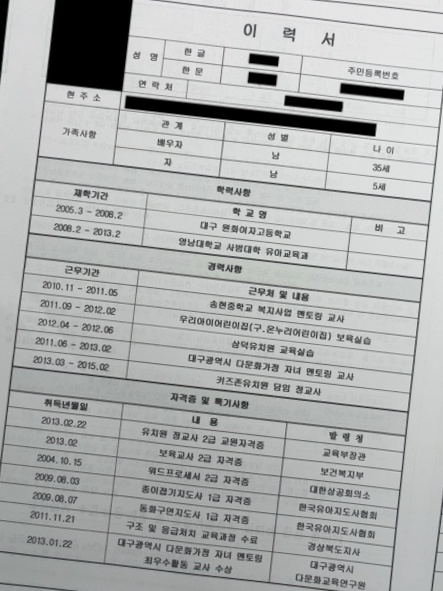 이 력 서
성 명 한 글 주민등록번호
한 문
연 락 처
현 주 소
가족사항 관 계 성 별 나 이
배우자 남 35세
자 남 5세
학력사항
재학기간 학 교 명 비 고
2005.3 - 2008.2 대구 원화여자고등학교
2008.2 - 2013.2 영남대학교 사범대학 유아교육과
경력사항
근무기간 근무처 및 내용
2010.11 - 2011.05 송현중학교 복지사업 멘토링 교사
2011.09 - 2012.02 우리아이어린이집(구.온누리어린이집) 보육실습
2012.04 - 2012.06 삼덕유치원 교육실습
2011.06 - 2013.02 대구광역시 다문화가정 자녀 멘토링 교사
2013.03 - 2015.02 키즈존유치원 담임 정교사
자격증 및 특기사항
취득년월일 내 용 발 령 청
2013.02.22 유치원 정교사 2급 교원자격증 교육부장관
2013.02 보육교사 2급 자격증 보건복지부
2004.10.15 워드프로세서 2급 자격증 대한상공회의소
2009.08.03 종이접기지도사 1급 자격증 한국유아지도사협회
2009.08.07 동화구연지도사 1급 자격증 한국유아지도사협회
2011.11.21 구조 및 응급처치 교육과정 수료 경상북도지사
2013.01.22 대구광역시 다문화가정 자녀 멘토링 대구광역시
최우수활동 교사 수상 다문화교육연구원